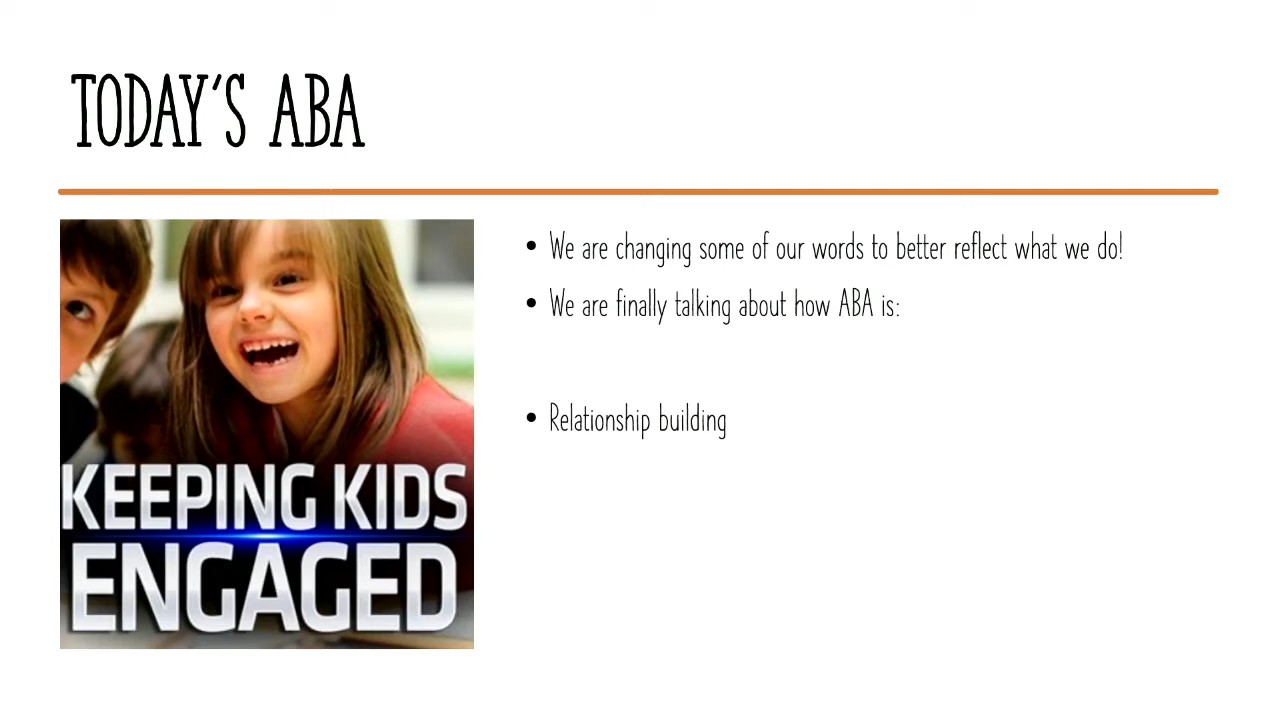 TODAY'S ABA
We are changing some of our words to better reflect what we do!
We are finally talking about how ABA is:
Relationship building
KEEPING KIDS
ENGAGED